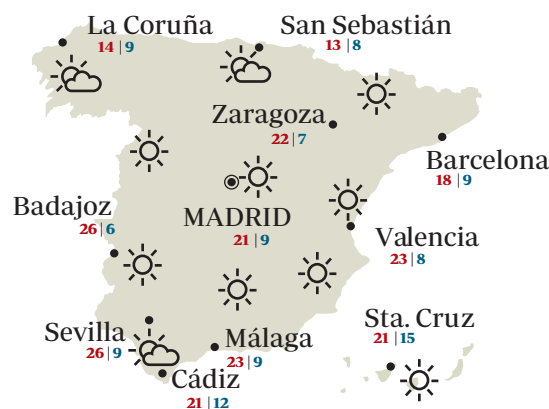 La Coruña
14|9
San Sebastián
13|8
Zaragoza
22|7
Barcelona
18|9
MADRID
21|9
Badajoz
26|6
Valencia
23|8
Sevilla
26|9
Málaga
23|9
Cádiz
21|12
Sta. Cruz
21|15